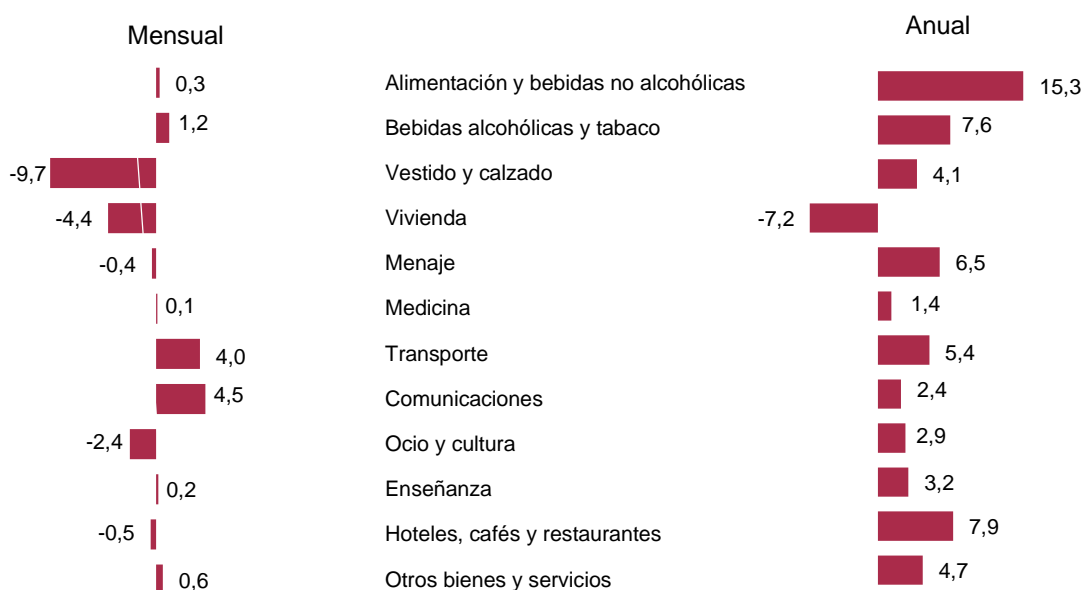 Mensual Anual
0,3 Alimentación y bebidas no alcohólicas 15,3
1,2 Bebidas alcohólicas y tabaco 7,6
-9,7 Vestido y calzado 4,1
-4,4 Vivienda -7,2
-0,4 Menaje 6,5
0,1 Medicina 1,4
4,0 Transporte 5,4
4,5 Comunicaciones 2,4
-2,4 Ocio y cultura 2,9
0,2 Enseñanza 3,2
-0,5 Hoteles, cafés y restaurantes 7,9
0,6 Otros bienes y servicios 4,7